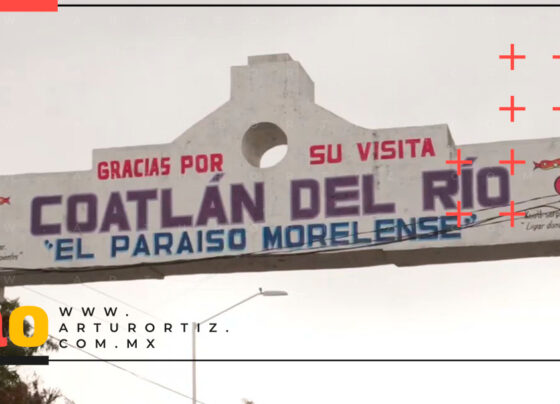 GRACIAS POR SU VISITA
COATLÁN DEL RÍO
"EL PARAISO MORELENSE"
WWW.
ARTURORTIZ.
COM.MX